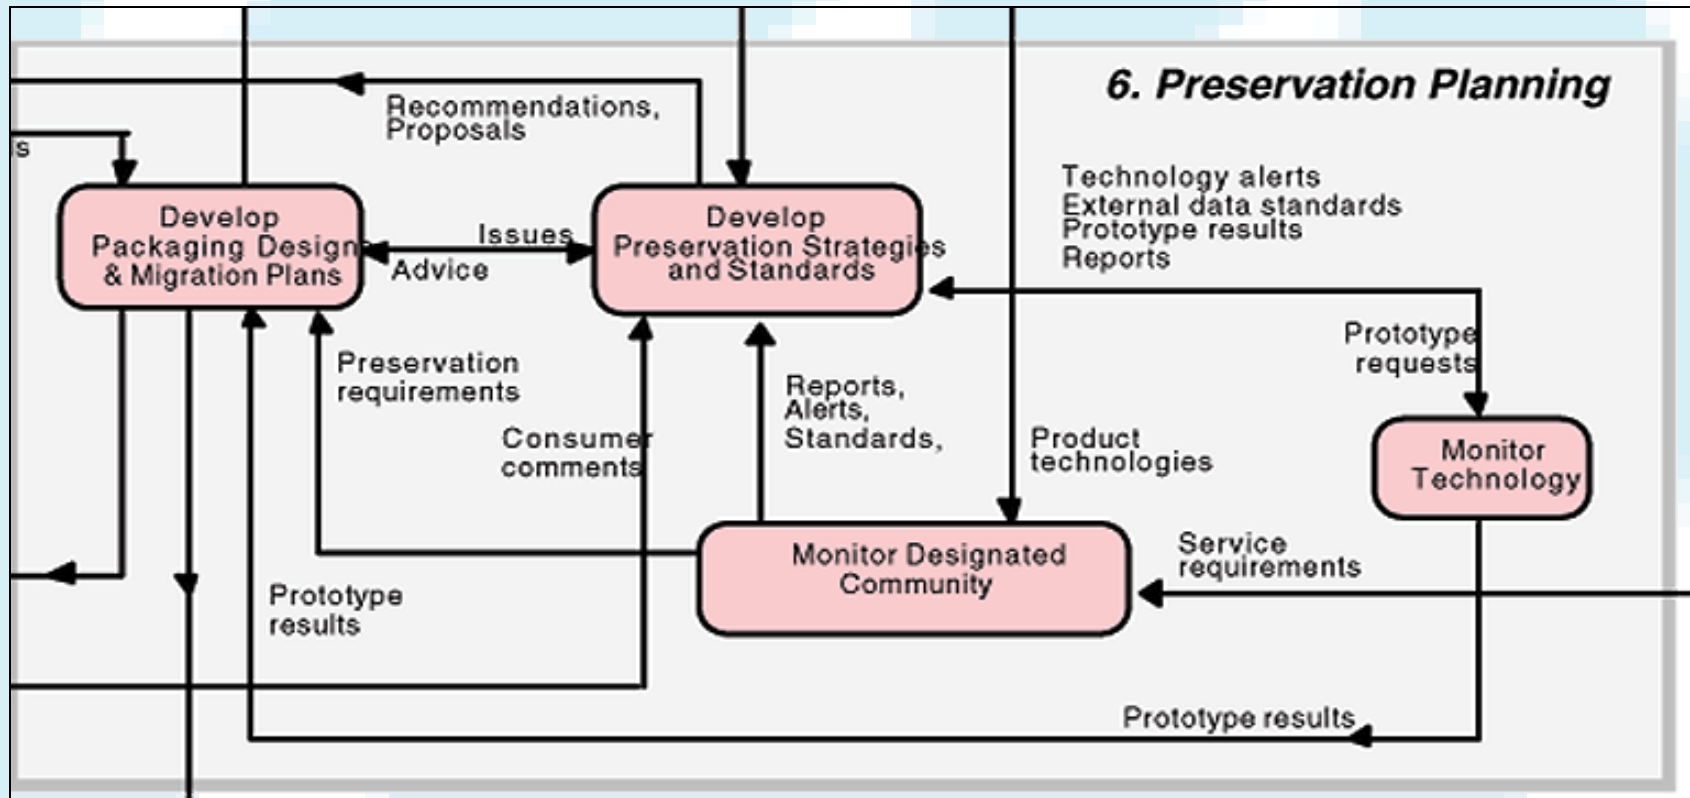 6. Preservation Planning
Recommendations,
Proposals
s
Technology alerts
External data standards
Prototype results
Reports
Develop
Packaging Designs
& Migration Plans
Issues
Advice
Develop
Preservation Strategies
and Standards
Prototype
requests
Preservation
requirements
Reports,
Alerts,
Standards,
Consumer
comments
Product
technologies
Monitor
Technology
Monitor Designated
Community
Service
requirements
Prototype
results
Prototype results